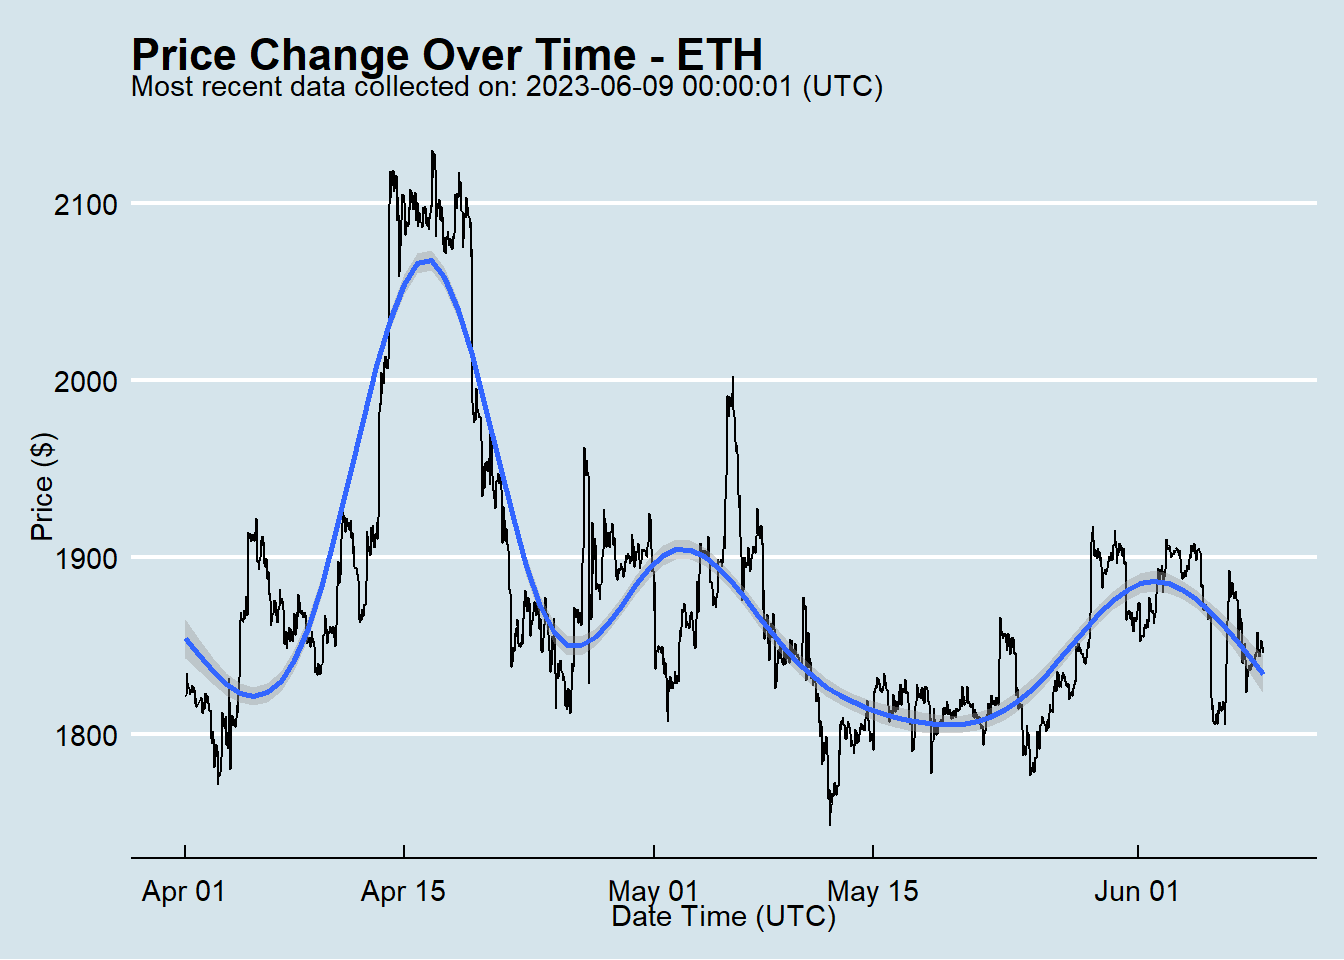 Price Change Over Time - ETH
Most recent data collected on: 2023-06-09 00:00:01 (UTC)
2100
2000
1900
1800
Price ($)
Apr 01
Apr 15
May 01
May 15
Jun 01
Date Time (UTC)